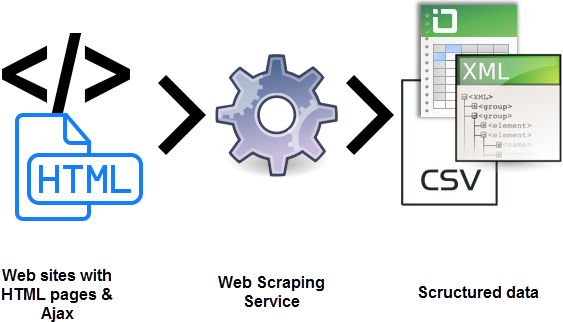 </>
HTML
XML
<XML>
<group>
<group>
<element>
<element>
<name>
CSV
Web sites with
HTML pages &
Ajax
Web Scraping
Service
Scructured data